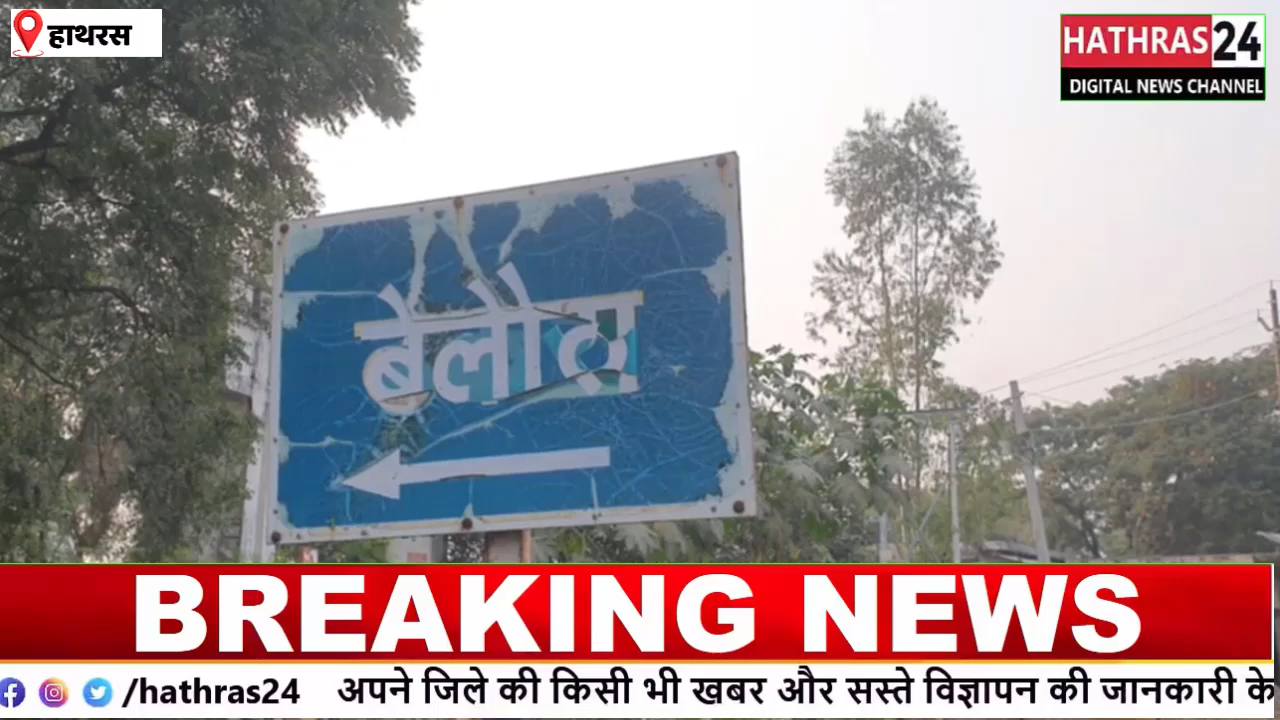 हाथरस
HATHRAS24
DIGITAL NEWS CHANNEL
BREAKING NEWS
/hathras24 अपने जिले की किसी भी खबर और सस्ते विज्ञापन की जानकारी के